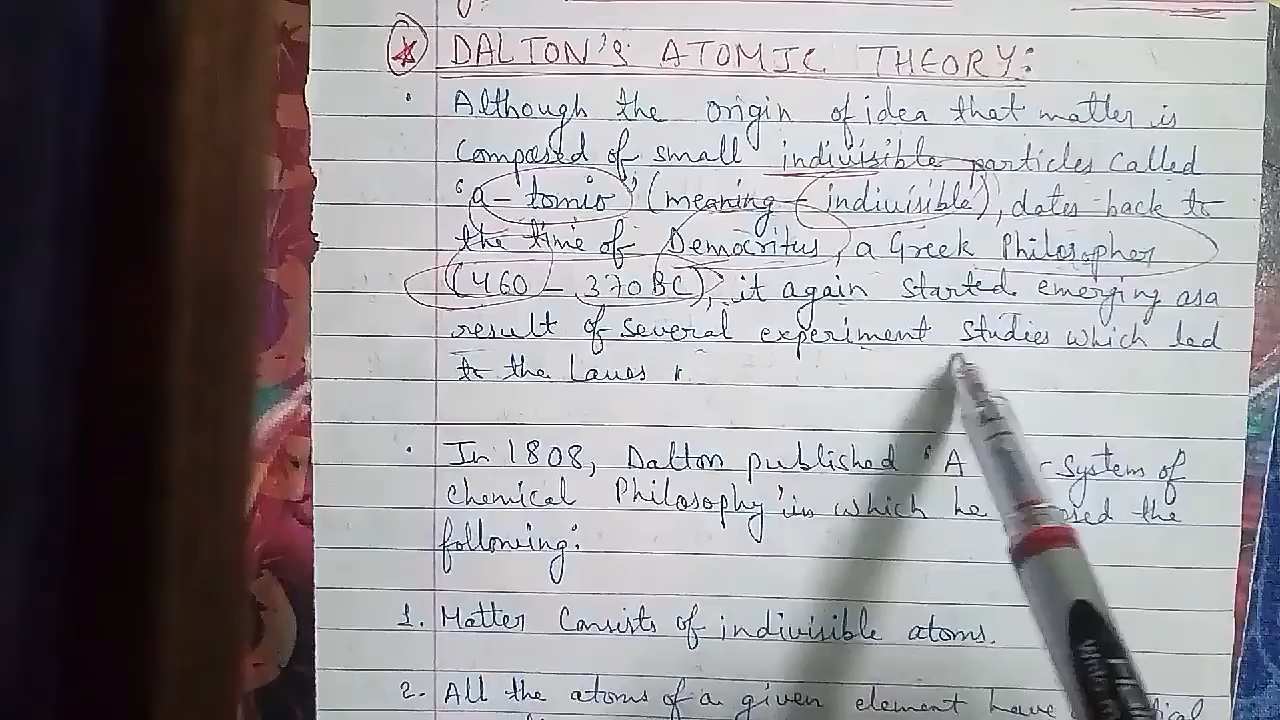 DALTON'S ATOMIC THEORY:
• Although the origin of idea that matter is
composed of small indivisible particles called
'a-tomio' (meaning - indivisible), dates back to
the time of Democritus, a Greek Philosopher
(460 - 370 BC), it again started emerging as a
result of several experiment studies which led
to the Laws
• In 1808, Dalton published 'A -System of
Chemical Philosophy' in which he the
following:
1. Matter Consists of indivisible atoms.
2. All the atoms of a given element have